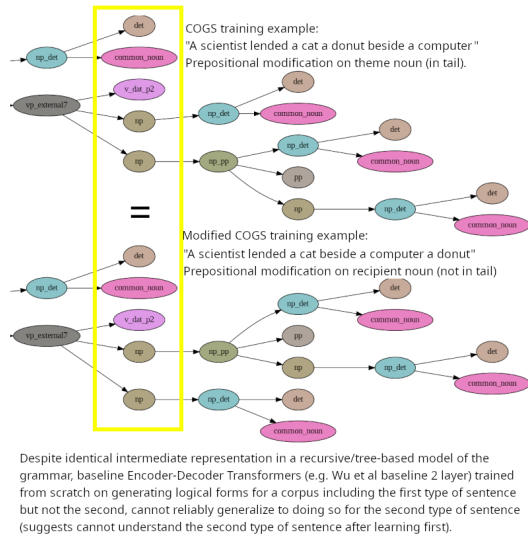 det
COGS training example:
"A scientist lended a cat a donut beside a computer"
Prepositional modification on theme noun (in tail).
np_det
common_noun
v_dat_p2
det
vp_external7
np
np_det
common_noun
det
np_det
np
np_pp
common_noun
pp
det
np
np_det
common_noun
=
Modified COGS training example:
"A scientist lended a cat beside a computer a donut"
Prepositional modification on recipient noun (not in tail)
det
np_det
common_noun
det
np_det
v_dat_p2
common_noun
vp_external7
pp
np
np_pp
det
np
np_det
common_noun
np
np_det
det
common_noun
Despite identical intermediate representation in a recursive/tree-based model of the
grammar, baseline Encoder-Decoder Transformers (e.g. Wu et al baseline 2 layer) trained
from scratch on generating logical forms for a corpus including the first type of sentence
but not the second, cannot reliably generalize to doing so for the second type of sentence
(suggests cannot understand the second type of sentence after learning first).